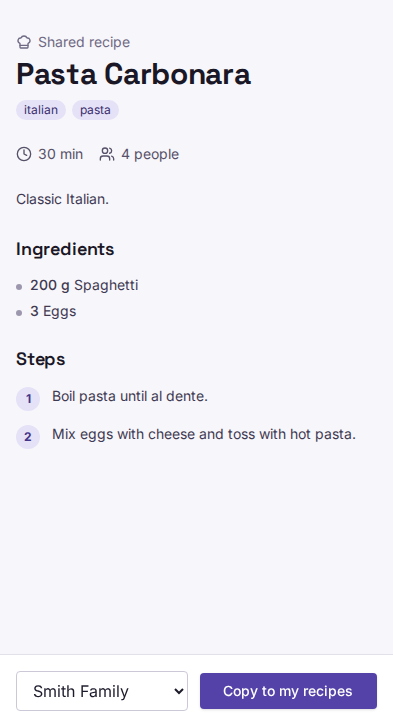 Shared recipe
Pasta Carbonara
italian pasta
30 min 4 people
Classic Italian.
Ingredients
200 g Spaghetti
3 Eggs
Steps
1 Boil pasta until al dente.
2 Mix eggs with cheese and toss with hot pasta.
Smith Family Copy to my recipes